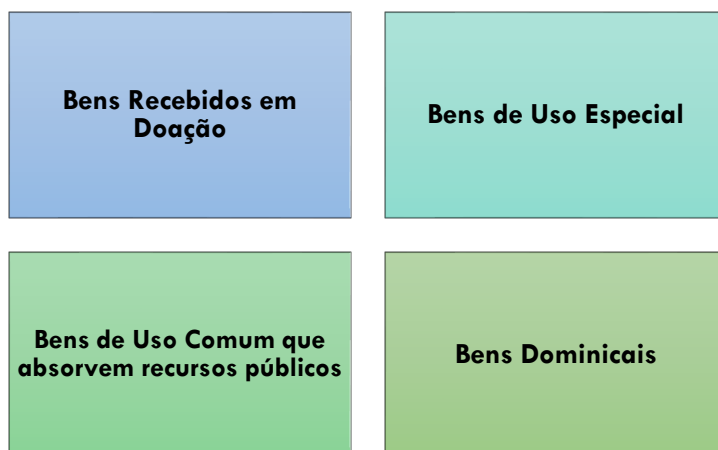 Bens Recebidos em
Doação
Bens de Uso Especial
Bens de Uso Comum que
absorvem recursos públicos
Bens Dominicais